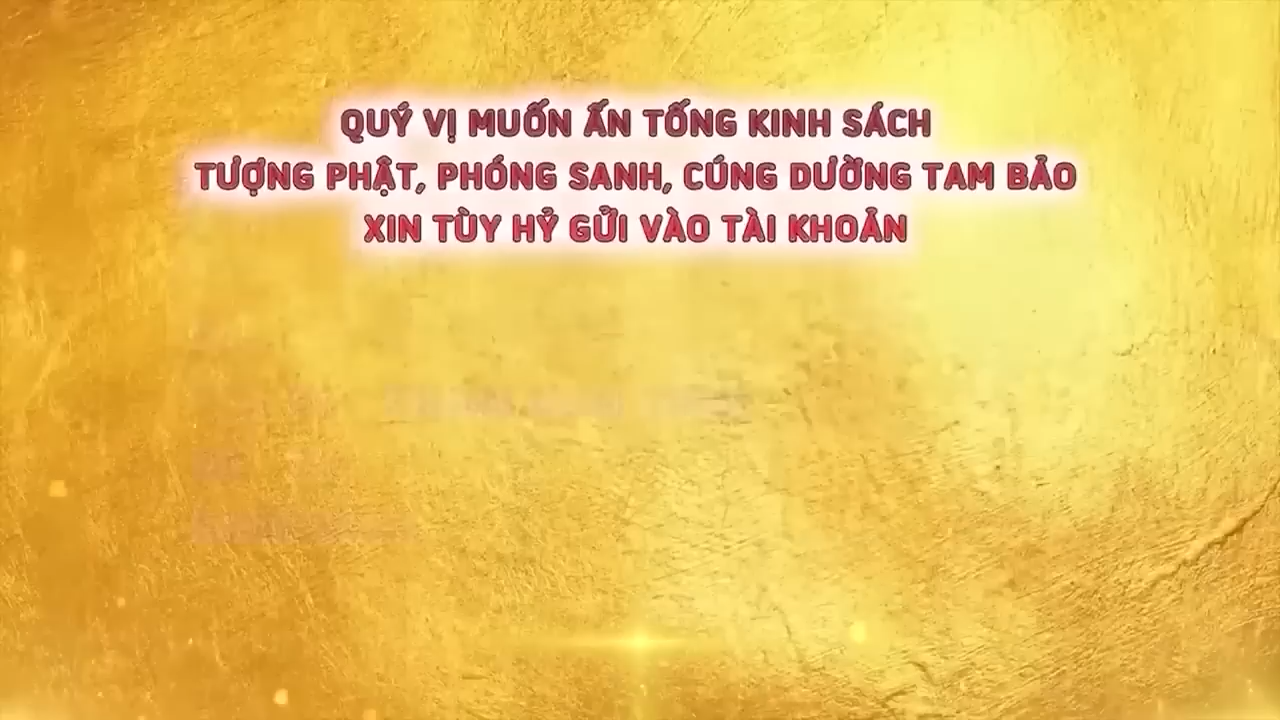 QUÝ VỊ MUỐN ẤN TỐNG KINH SÁCH
TƯỢNG PHẬT, PHÓNG SANH, CÚNG DƯỜNG TAM BẢO
XIN TÙY HỶ GỬI VÀO TÀI KHOẢN